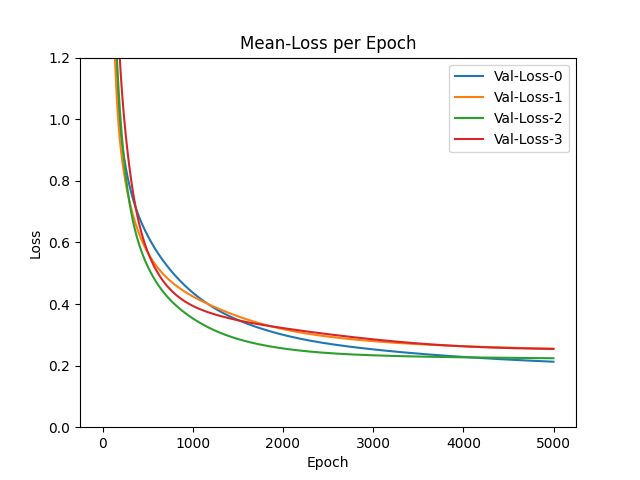 Mean-Loss per Epoch
1.2
1.0
0.8
0.6
0.4
0.2
0.0
Loss
Val-Loss-0
Val-Loss-1
Val-Loss-2
Val-Loss-3
0 1000 2000 3000 4000 5000
Epoch